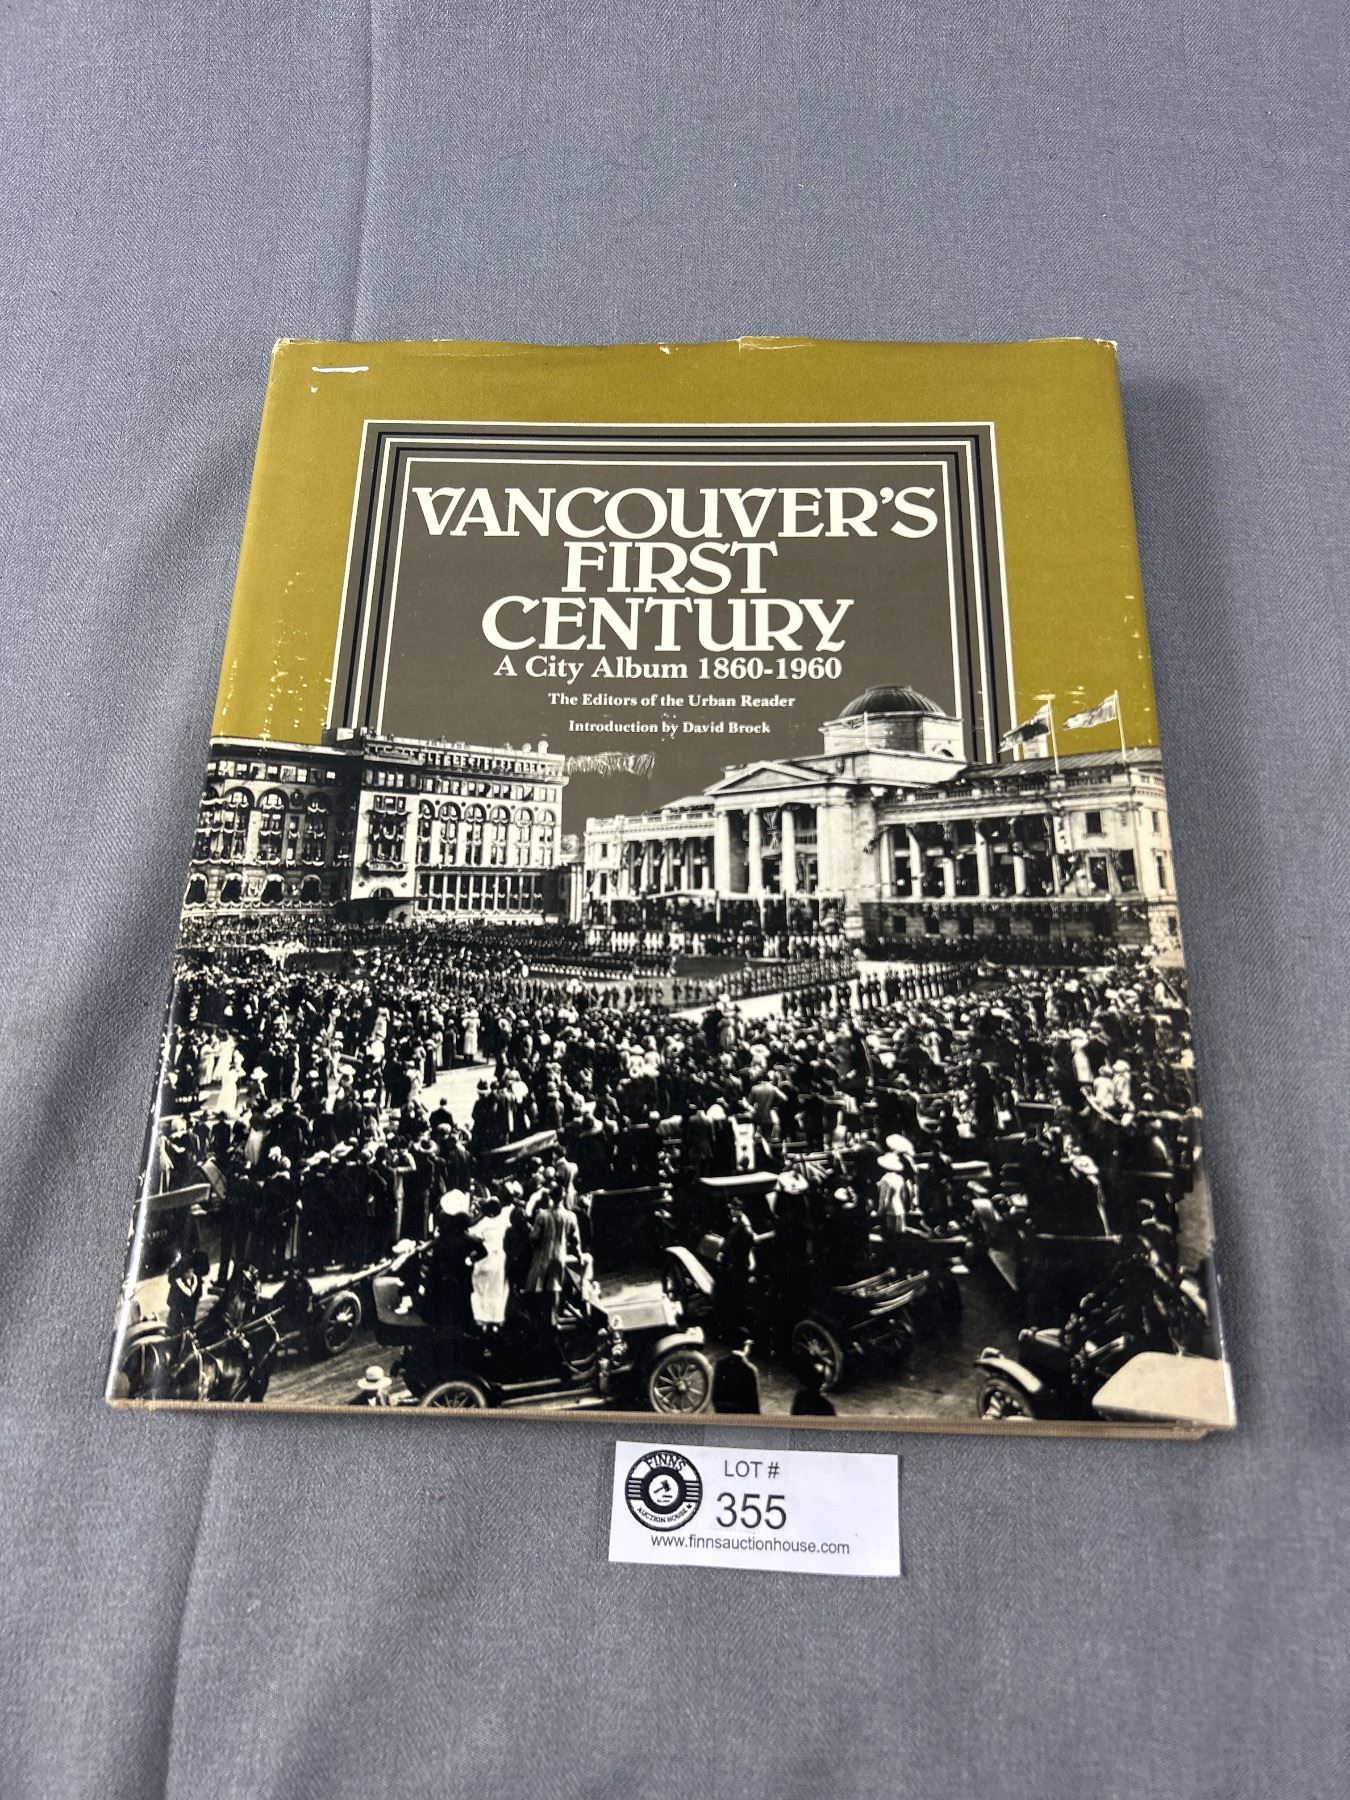 VANCOUVER'S
FIRST
CENTURY
A City Album 1860-1960
The Editors of the Urban Reader
Introduction by David Brock
FINNS
AUCTION HOUSE
LOT #
355
www.finnsauctionhouse.com